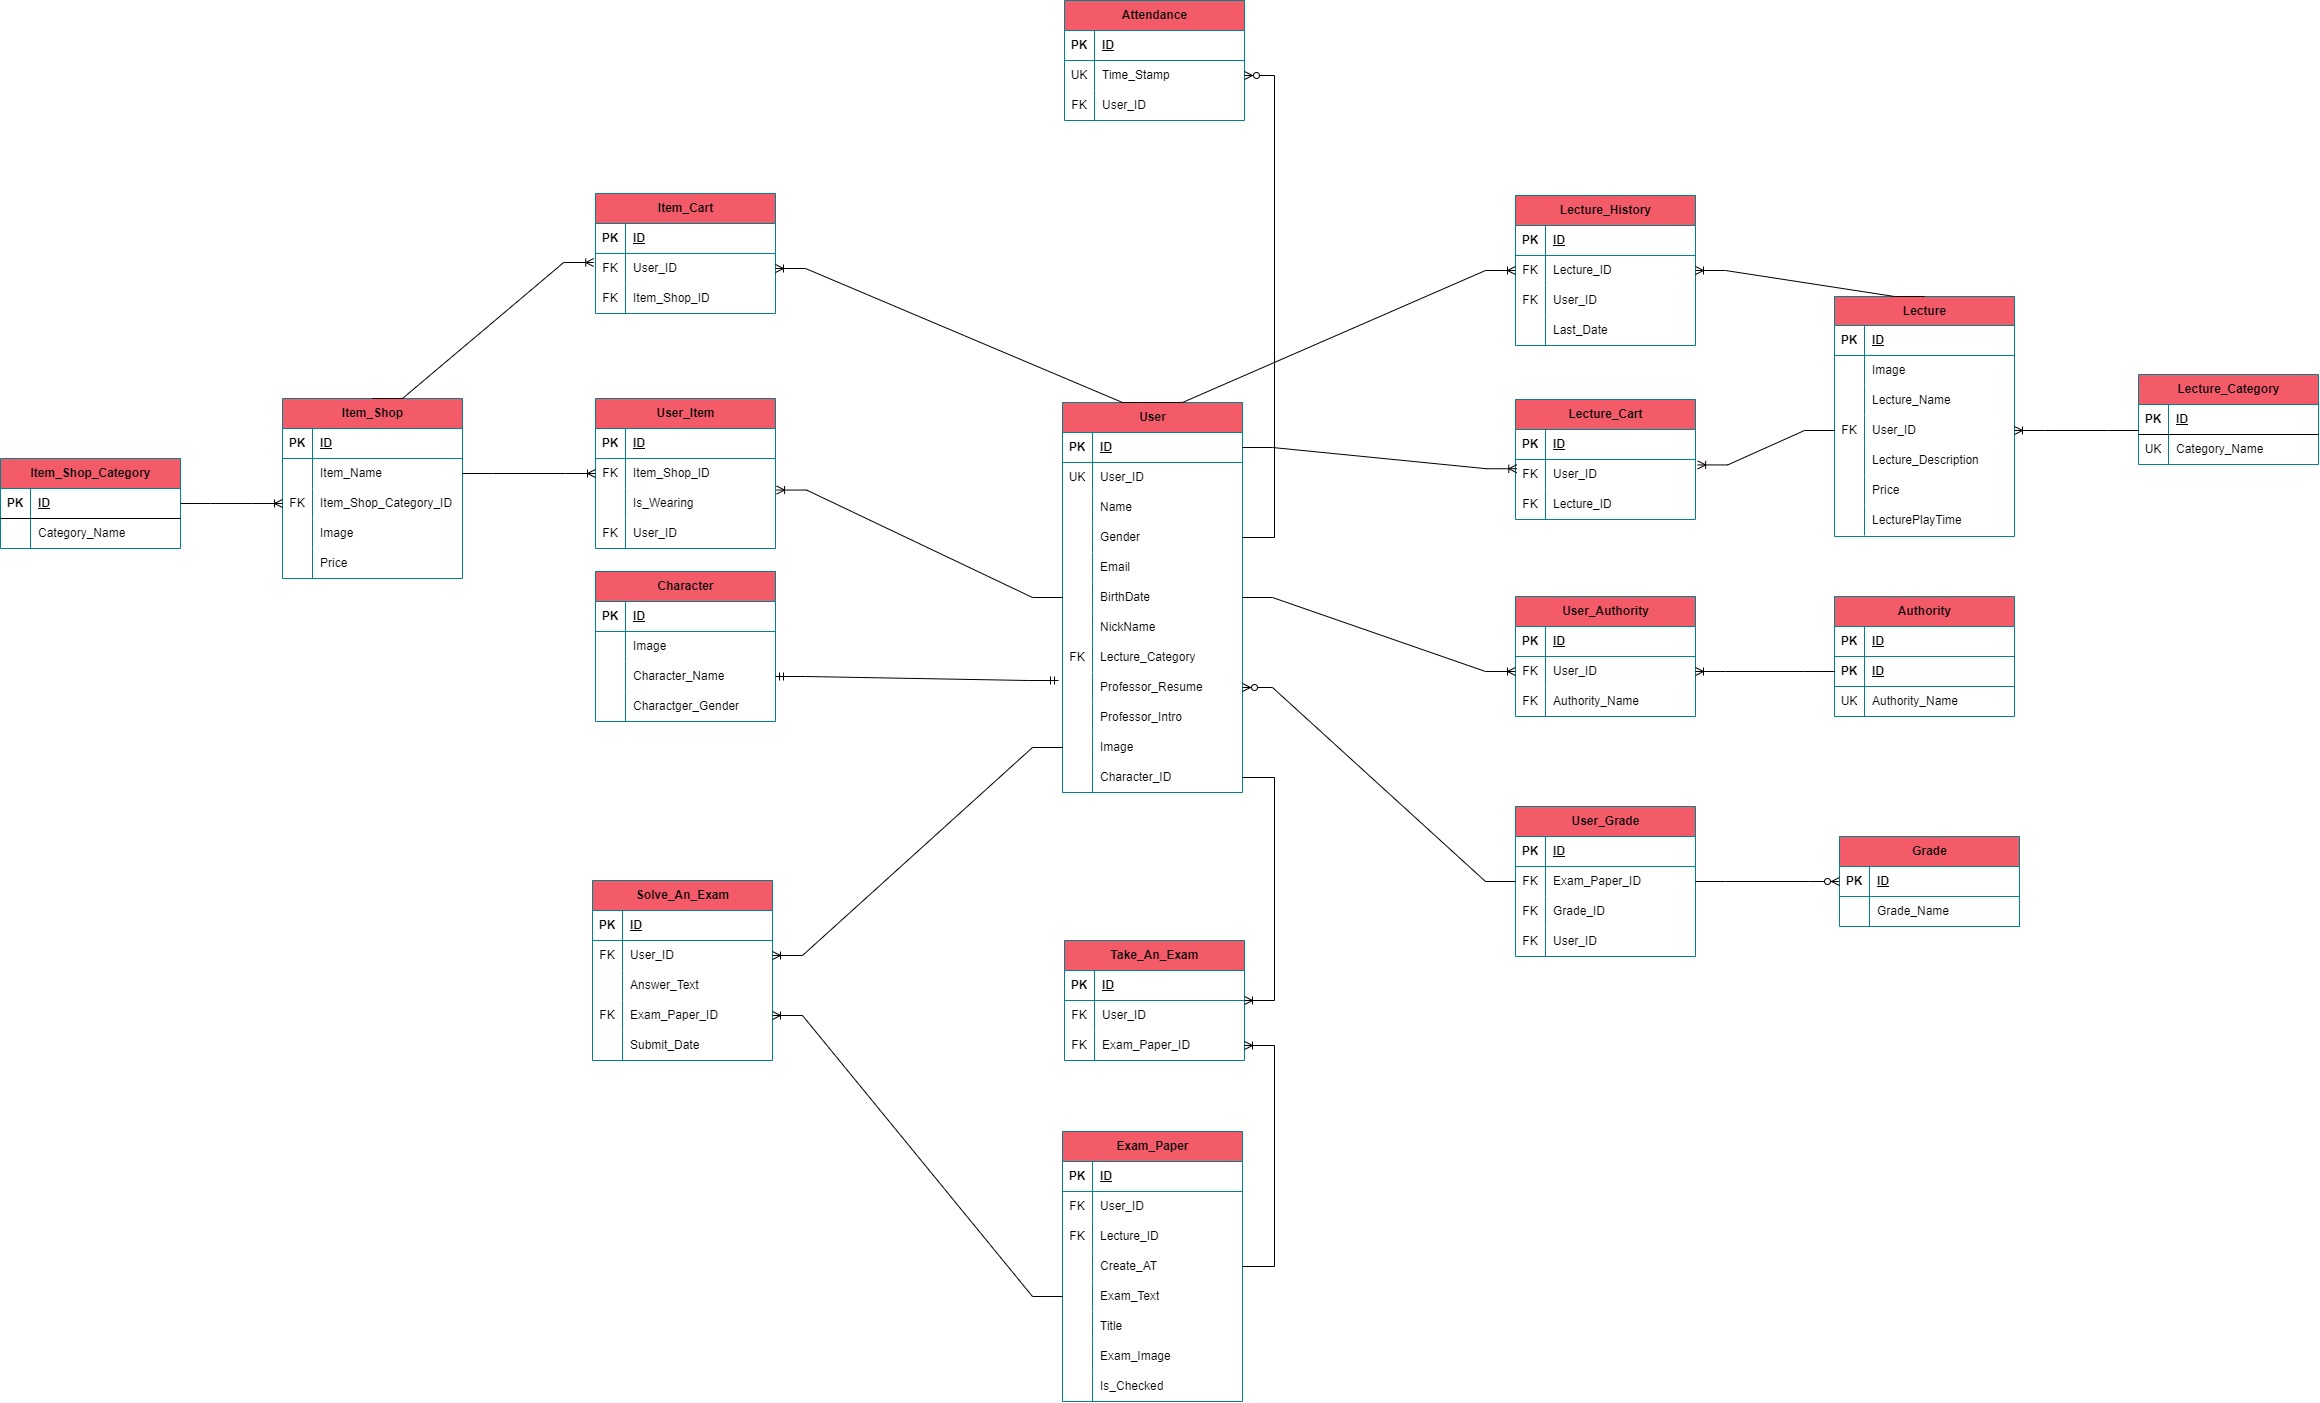 Attendance
PK ID
UK Time_Stamp
FK User_ID
Item_Cart
PK ID
FK User_ID
FK Item_Shop_ID
Lecture_History
PK ID
FK Lecture_ID
FK User_ID
Last_Date
Lecture
PK ID
Image
Lecture_Name
FK User_ID
Lecture_Description
Price
LecturePlayTime
Lecture_Category
PK ID
UK Category_Name
Item_Shop_Category
PK ID
Category_Name
Item_Shop
PK ID
Item_Name
FK Item_Shop_Category_ID
Image
Price
User_Item
PK ID
FK Item_Shop_ID
Is_Wearing
FK User_ID
User
PK ID
UK User_ID
Name
Gender
Email
BirthDate
NickName
FK Lecture_Category
Professor_Resume
Professor_Intro
Image
Character_ID
Lecture_Cart
PK ID
FK User_ID
FK Lecture_ID
Character
PK ID
Image
Character_Name
Charactger_Gender
User_Authority
PK ID
FK User_ID
FK Authority_Name
Authority
PK ID
PK ID
UK Authority_Name
User_Grade
PK ID
FK Exam_Paper_ID
FK Grade_ID
FK User_ID
Grade
PK ID
Grade_Name
Solve_An_Exam
PK ID
FK User_ID
Answer_Text
FK Exam_Paper_ID
Submit_Date
Take_An_Exam
PK ID
FK User_ID
FK Exam_Paper_ID
Exam_Paper
PK ID
FK User_ID
FK Lecture_ID
Create_AT
Exam_Text
Title
Exam_Image
Is_Checked